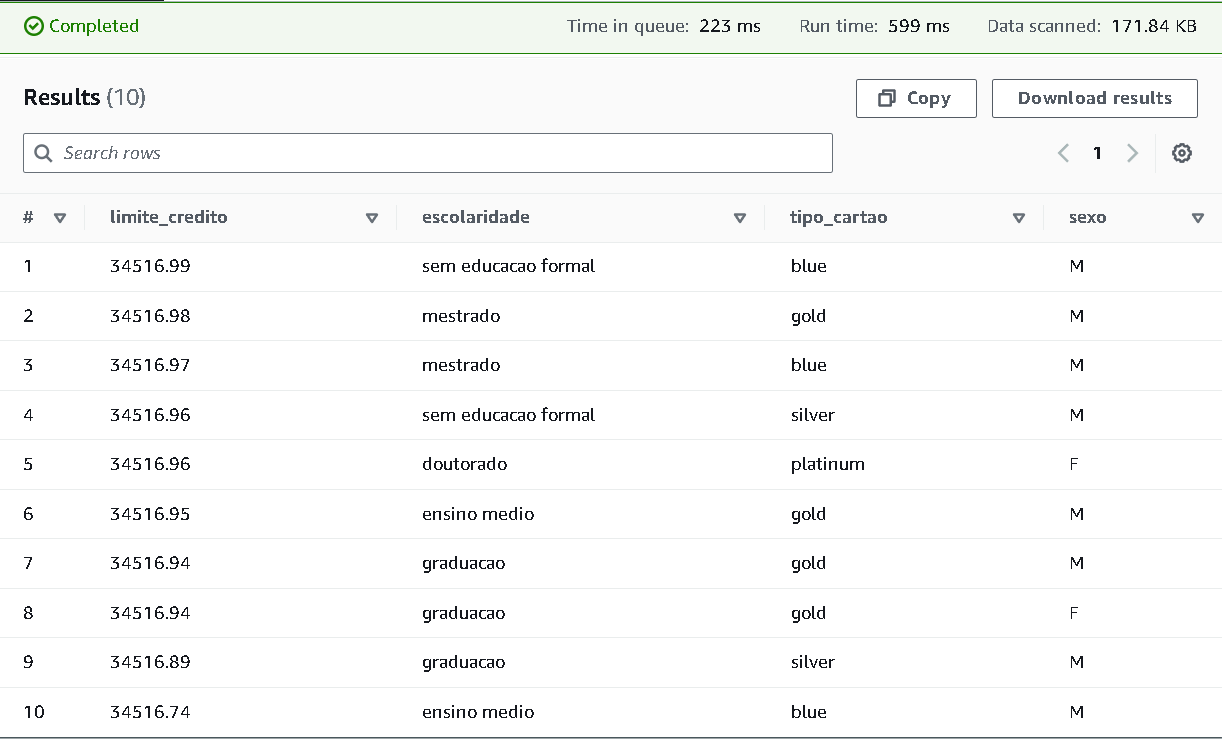 Completed Time in queue: 223 ms Run time: 599 ms Data scanned: 171.84 KB
Results (10) Copy Download results
Search rows 1
# limite_credito escolaridade tipo_cartao sexo
1 34516.99 sem educacao formal blue M
2 34516.98 mestrado gold M
3 34516.97 mestrado blue M
4 34516.96 sem educacao formal silver M
5 34516.96 doutorado platinum F
6 34516.95 ensino medio gold M
7 34516.94 graduacao gold M
8 34516.94 graduacao gold F
9 34516.89 graduacao silver M
10 34516.74 ensino medio blue M